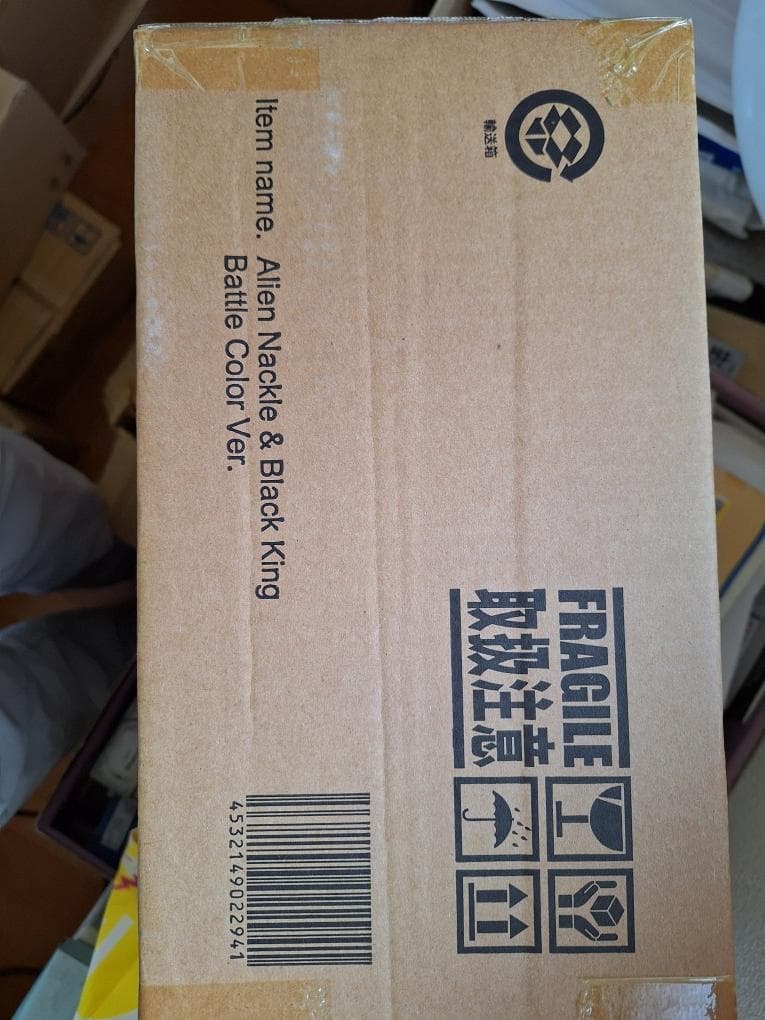 輸送箱
Item name. Alien Nackle & Black King
Battle Color Ver.
FRAGILE
取扱注意
4532149022941